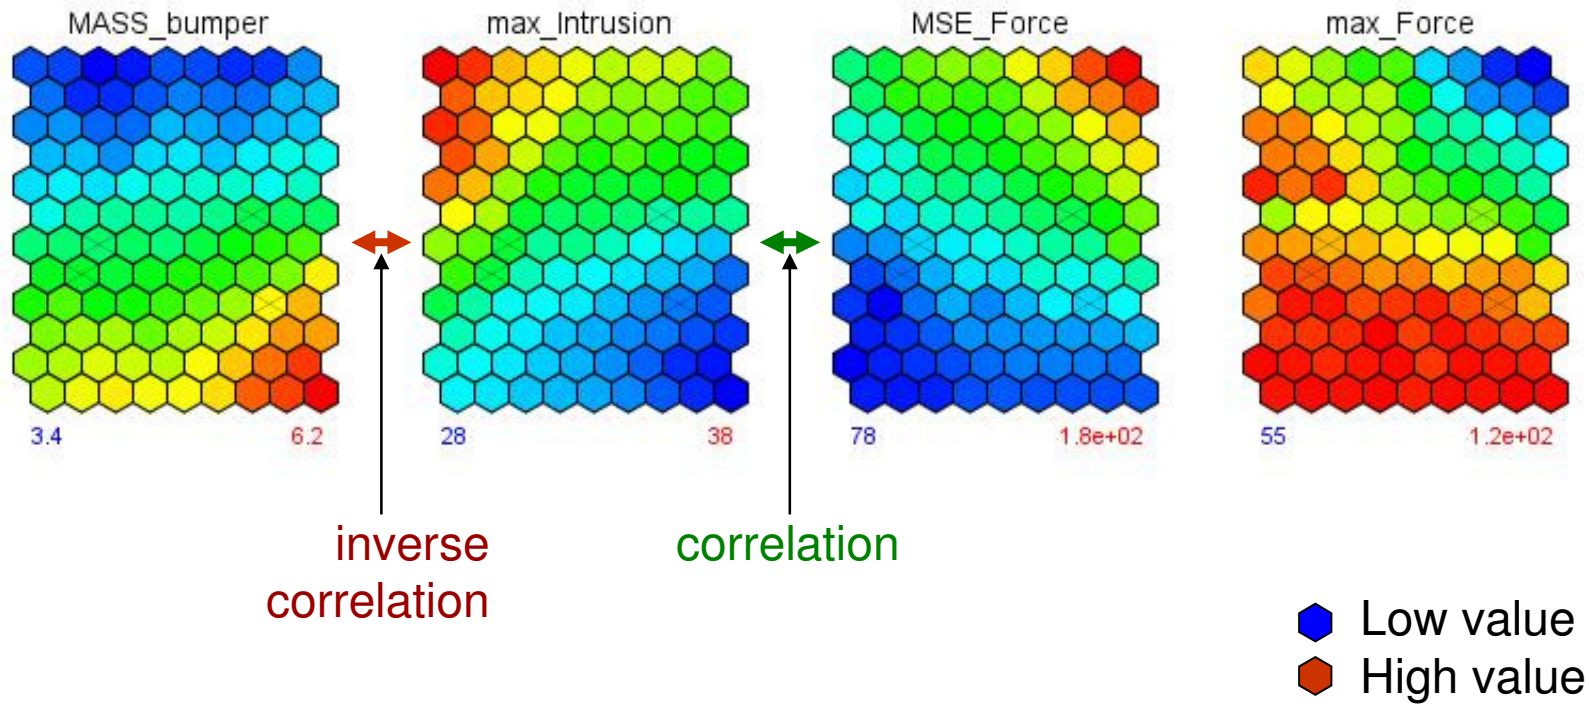 MASS_bumper
max_Intrusion
MSE_Force
max_Force
3.4
6.2
28
38
78
1.8e+02
55
1.2e+02
inverse
correlation
correlation
Low value
High value